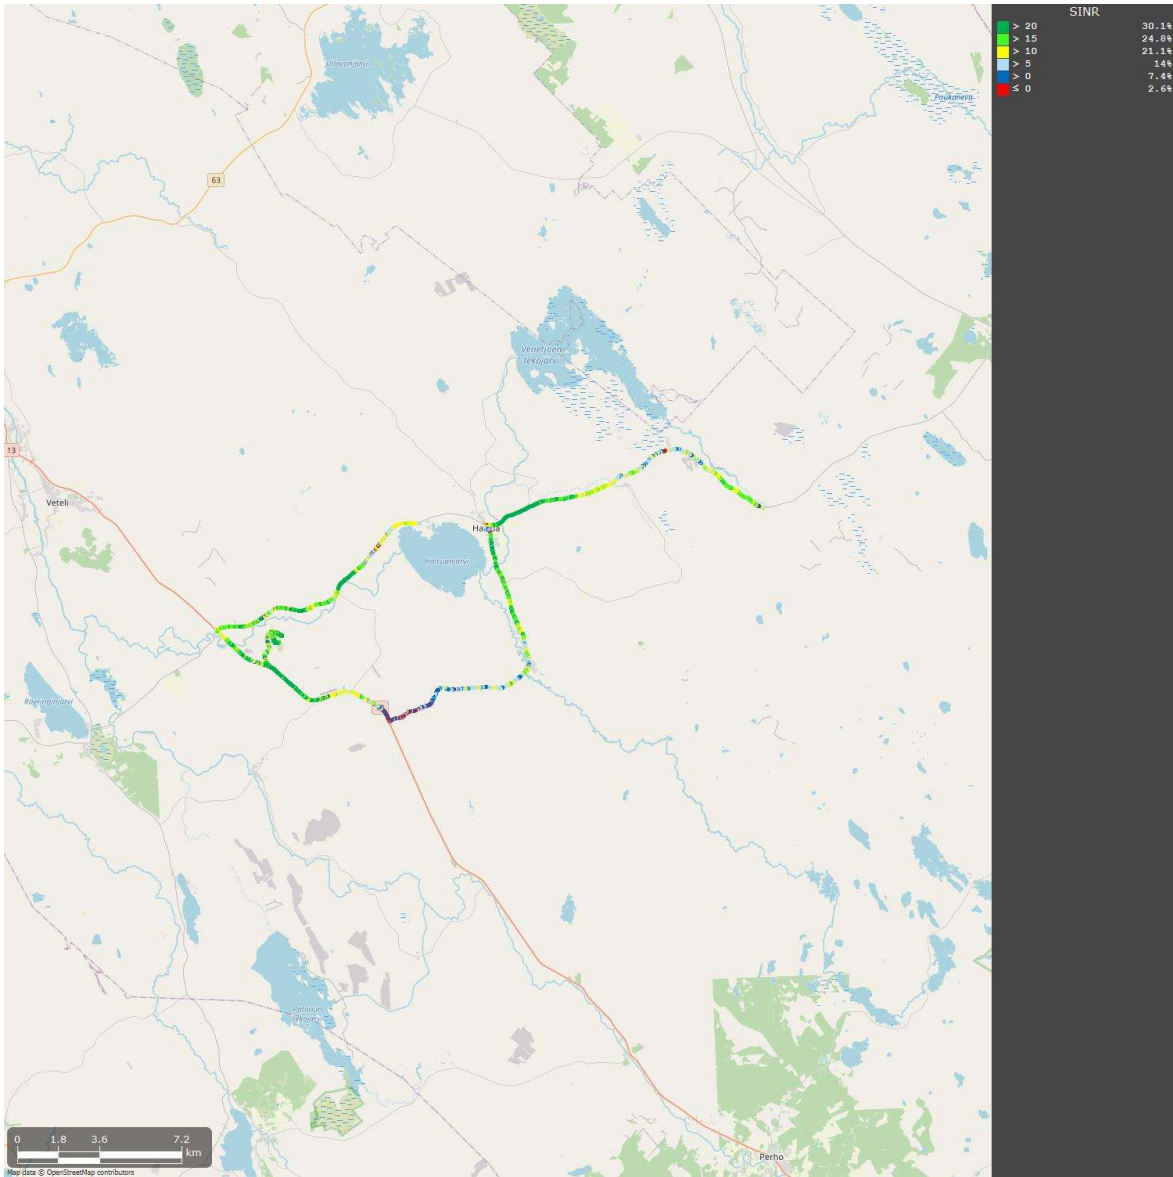 SINR
> 20 30.1%
> 15 24.8%
> 10 21.1%
> 5 14%
> 0 7.4%
≤ 0 2.6%
Ullavanjärvi
Paukaneva
63
Venetjoen
tekojärvi
13
Veteli
Halsuanjärvi
Räyringinjärvi
Patanan
tekojärvi
Perho
0 1.8 3.6 7.2
km
Map data © OpenStreetMap contributors